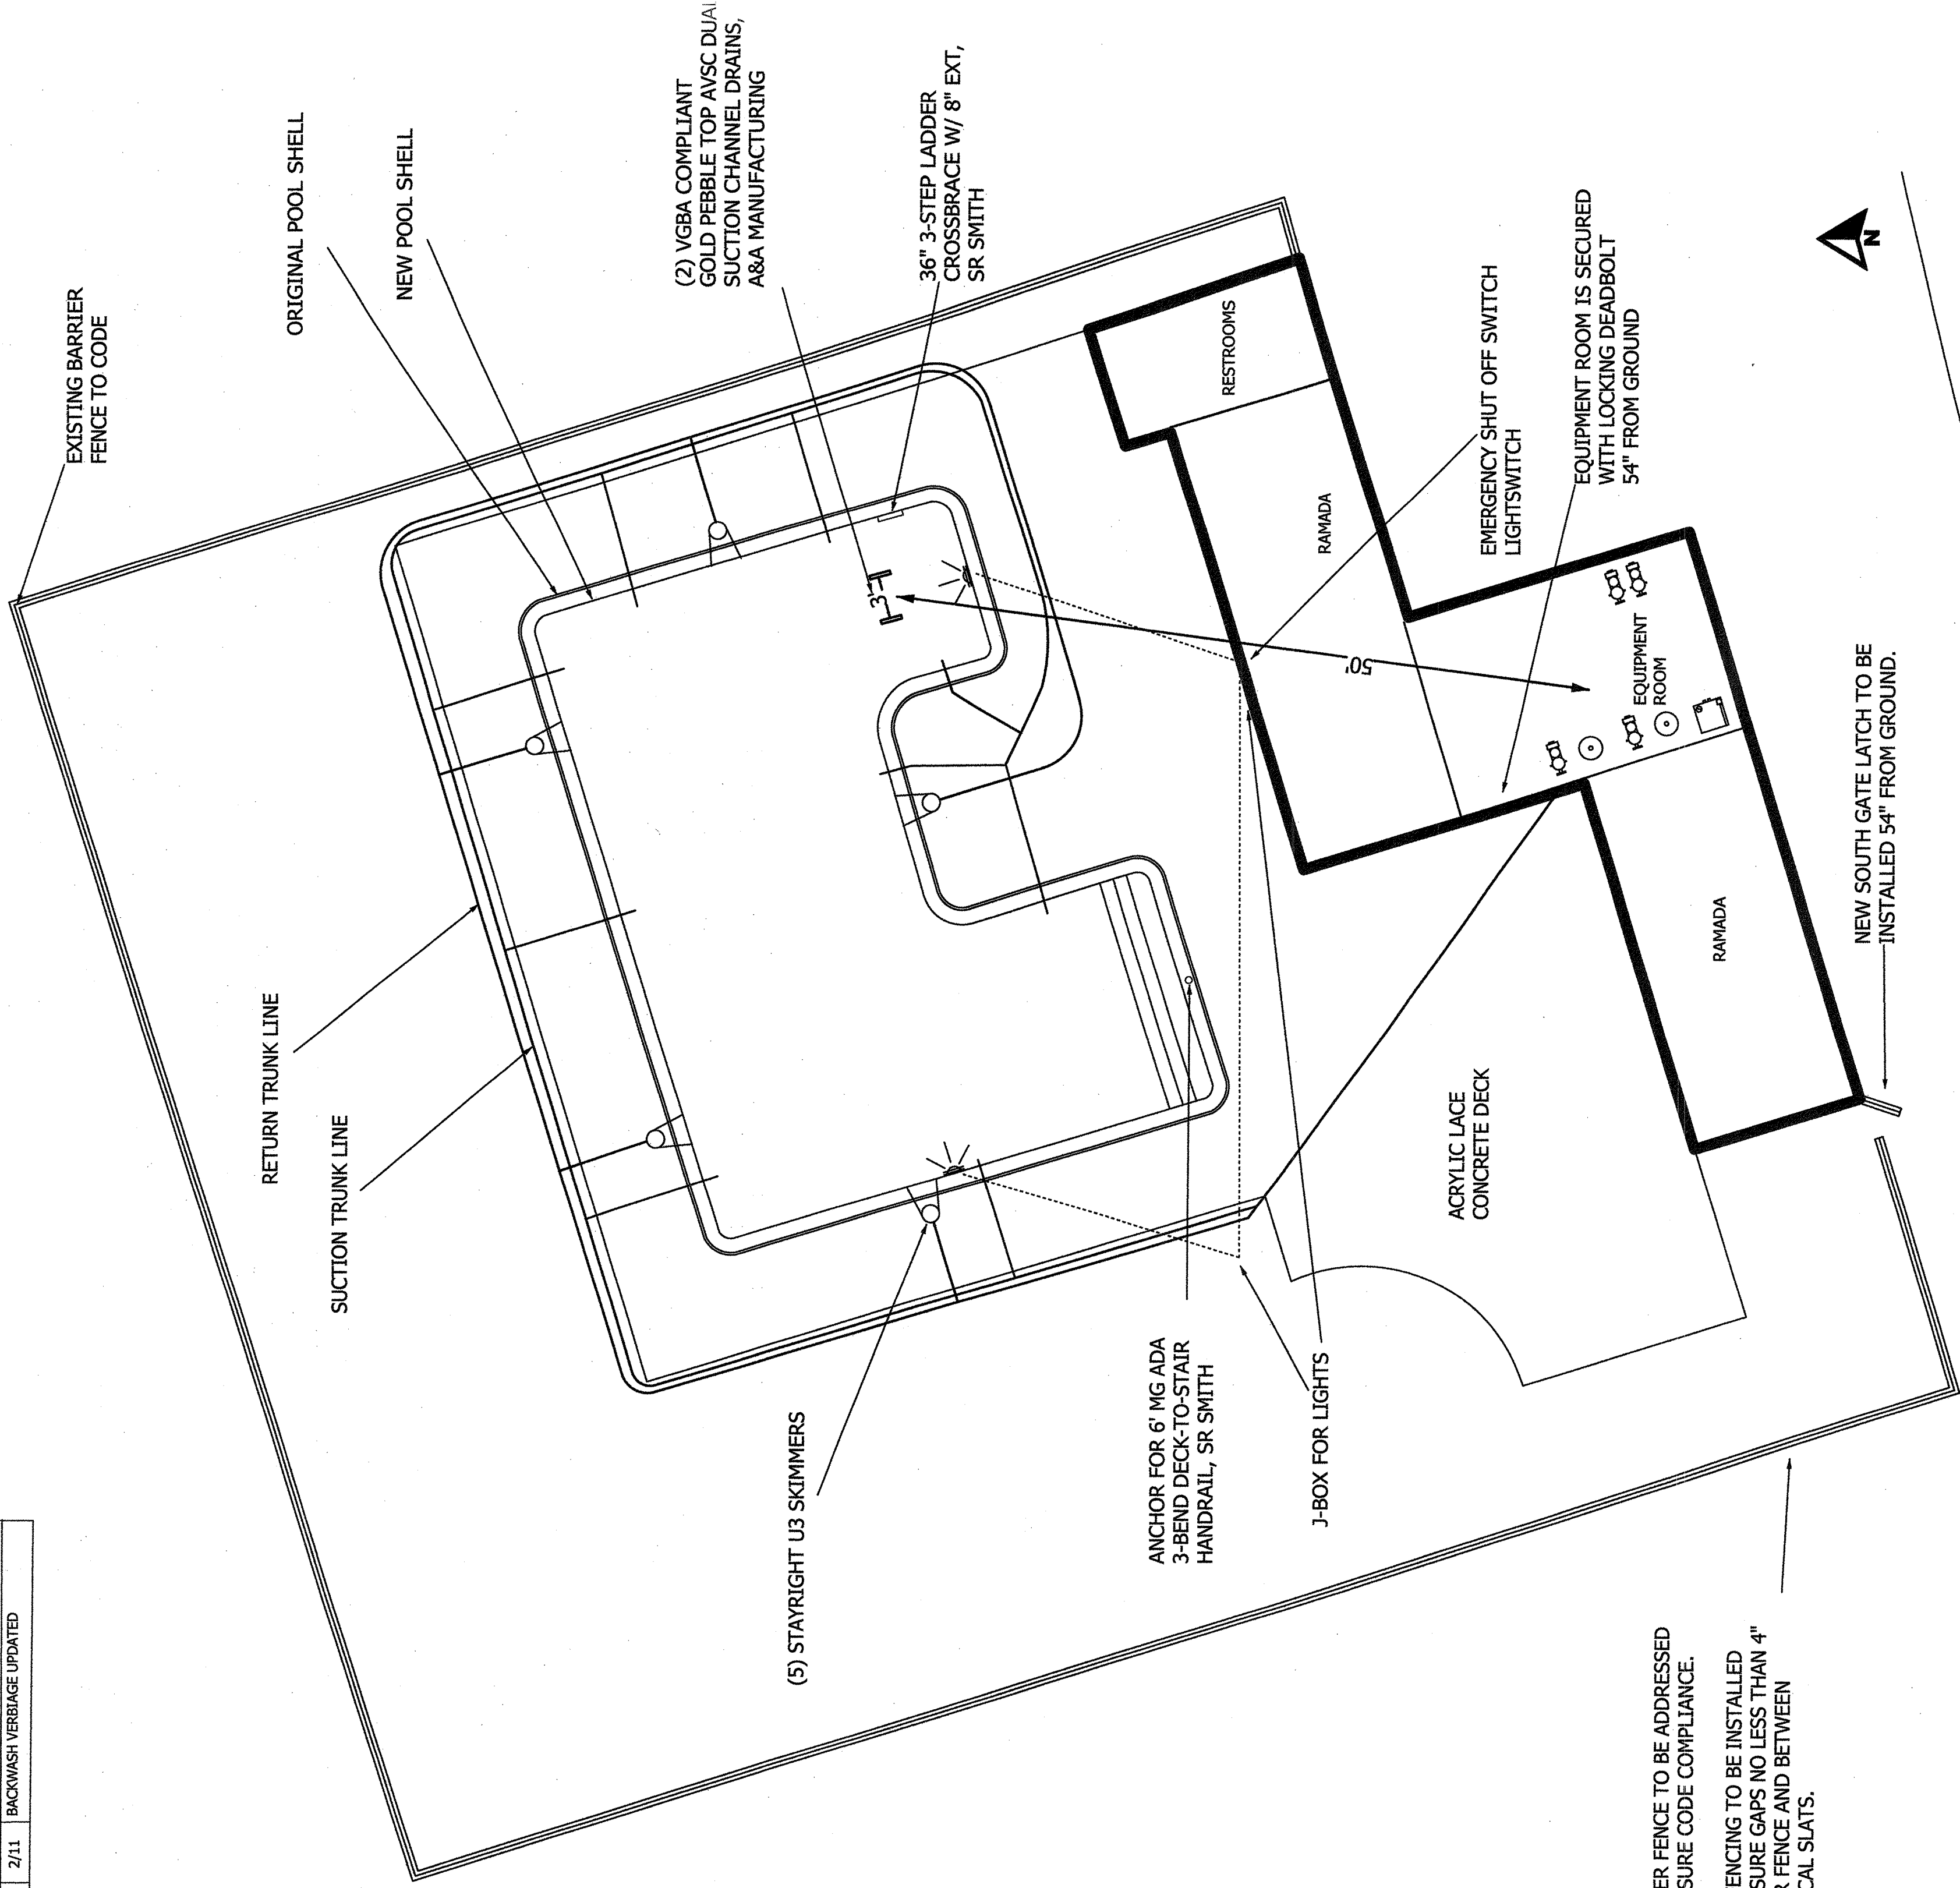 2/11 BACKWASH VERBIAGE UPDATED
EXISTING BARRIER
FENCE TO CODE
ORIGINAL POOL SHELL
NEW POOL SHELL
(2) VGBA COMPLIANT
GOLD PEBBLE TOP AVSC DUAL
SUCTION CHANNEL DRAINS,
A&A MANUFACTURING
36" 3-STEP LADDER
CROSSBRACE W/ 8" EXT,
SR SMITH
RETURN TRUNK LINE
SUCTION TRUNK LINE
(5) STAYRIGHT U3 SKIMMERS
3'
50'
RESTROOMS
RAMADA
EMERGENCY SHUT OFF SWITCH
LIGHTSWITCH
EQUIPMENT ROOM IS SECURED
WITH LOCKING DEADBOLT
54" FROM GROUND
EQUIPMENT
ROOM
RAMADA
NEW SOUTH GATE LATCH TO BE
INSTALLED 54" FROM GROUND.
ACRYLIC LACE
CONCRETE DECK
ANCHOR FOR 6' MG ADA
3-BEND DECK-TO-STAIR
HANDRAIL, SR SMITH
J-BOX FOR LIGHTS
ER FENCE TO BE ADDRESSED
SURE CODE COMPLIANCE.
ENCING TO BE INSTALLED
SURE GAPS NO LESS THAN 4"
R FENCE AND BETWEEN
CAL SLATS.
N